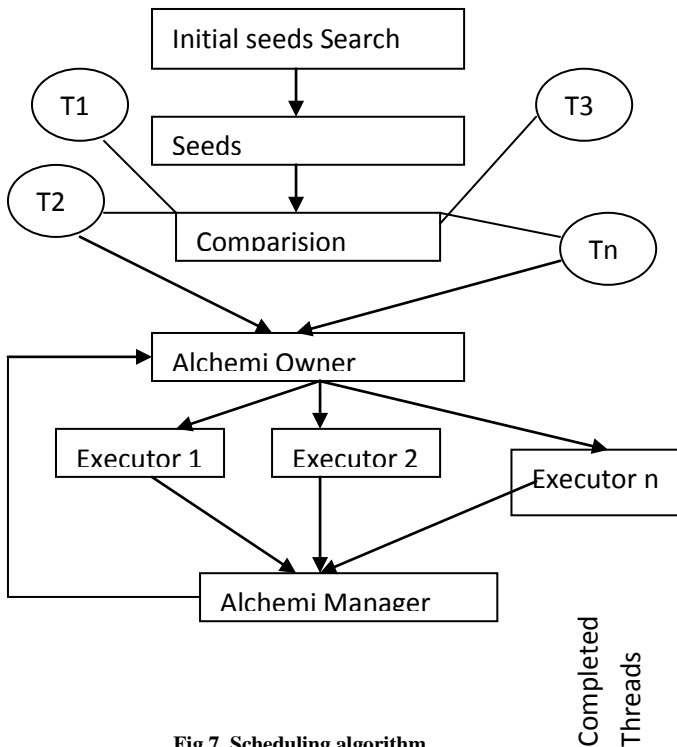 Initial seeds Search
T1
T3
Seeds
T2
Comparision
Tn
Alchemi Owner
Executor 1
Executor 2
Executor n
Alchemi Manager
Completed
Threads
Fig 7. Scheduling algorithm